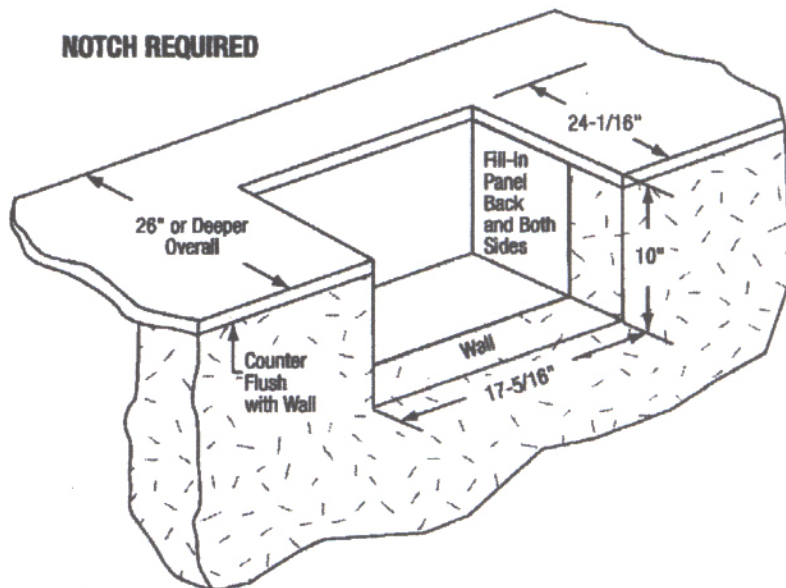 NOTCH REQUIRED
24-1/16"
Fill-in
Panel
Back
and Both
Sides
26" or Deeper
Overall
10"
Wall
Counter
Flush
with Wall
17-5/16"